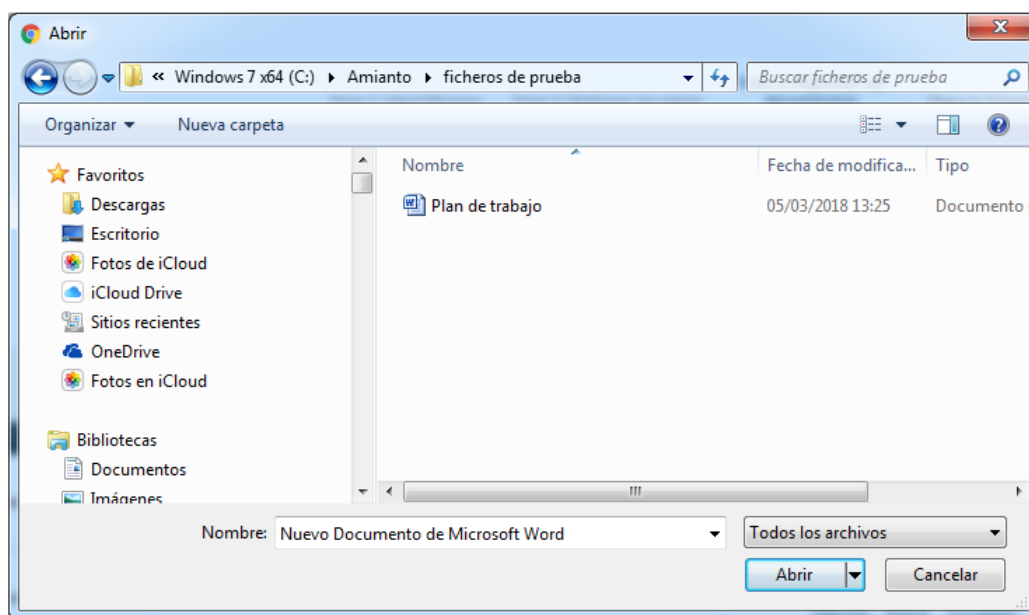 Abrir
« Windows 7 x64 (C:) Amianto ficheros de prueba
Buscar ficheros de prueba
Organizar Nueva carpeta
Favoritos
Descargas
Escritorio
Fotos de iCloud
iCloud Drive
Sitios recientes
OneDrive
Fotos en iCloud
Bibliotecas
Documentos
Imágenes
Nombre Fecha de modifica... Tipo
Plan de trabajo 05/03/2018 13:25 Documento
Nombre: Nuevo Documento de Microsoft Word Todos los archivos
Abrir Cancelar